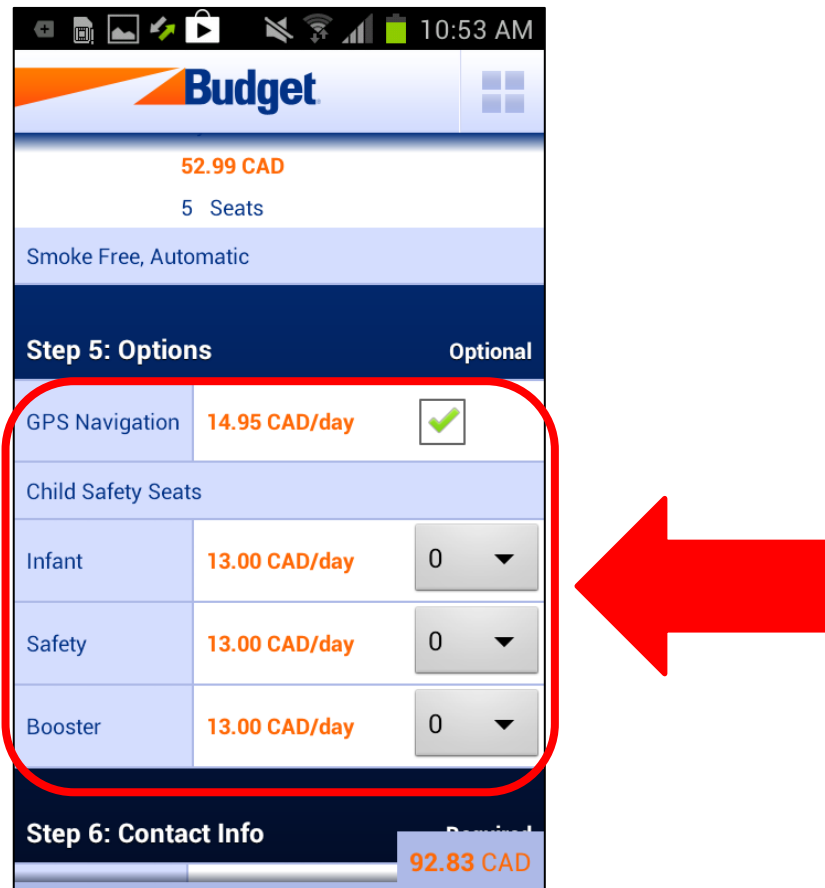 10:53 AM
Budget
52.99 CAD
5 Seats
Smoke Free, Automatic
Step 5: Options Optional
GPS Navigation 14.95 CAD/day
Child Safety Seats
Infant 13.00 CAD/day 0
Safety 13.00 CAD/day 0
Booster 13.00 CAD/day 0
Step 6: Contact Info Required
92.83 CAD